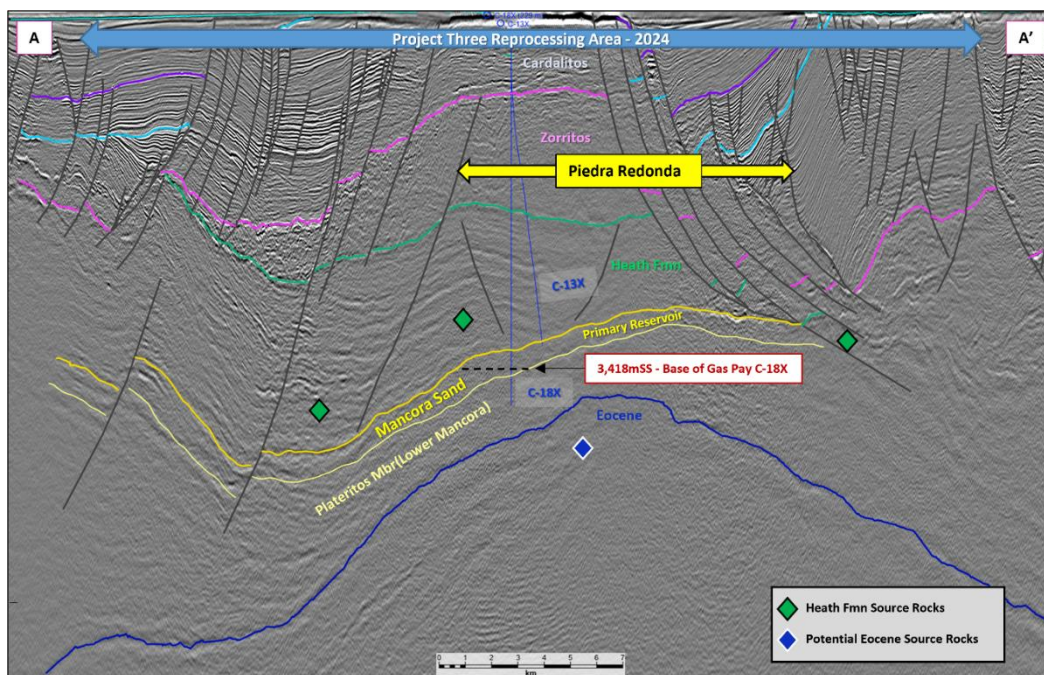 C-18X
C-13X
A
Project Three Reprocessing Area - 2024
A'
Cardalitos
Zorritos
Piedra Redonda
Heath Fmn
C-13X
Primary Reservoir
3,418mSS - Base of Gas Pay C-18X
Mancora Sand
C-18X
Eocene
Plateritos Mbr(Lower Mancora)
Heath Fmn Source Rocks
Potential Eocene Source Rocks
0 1 2 3 4 5 6 7
km